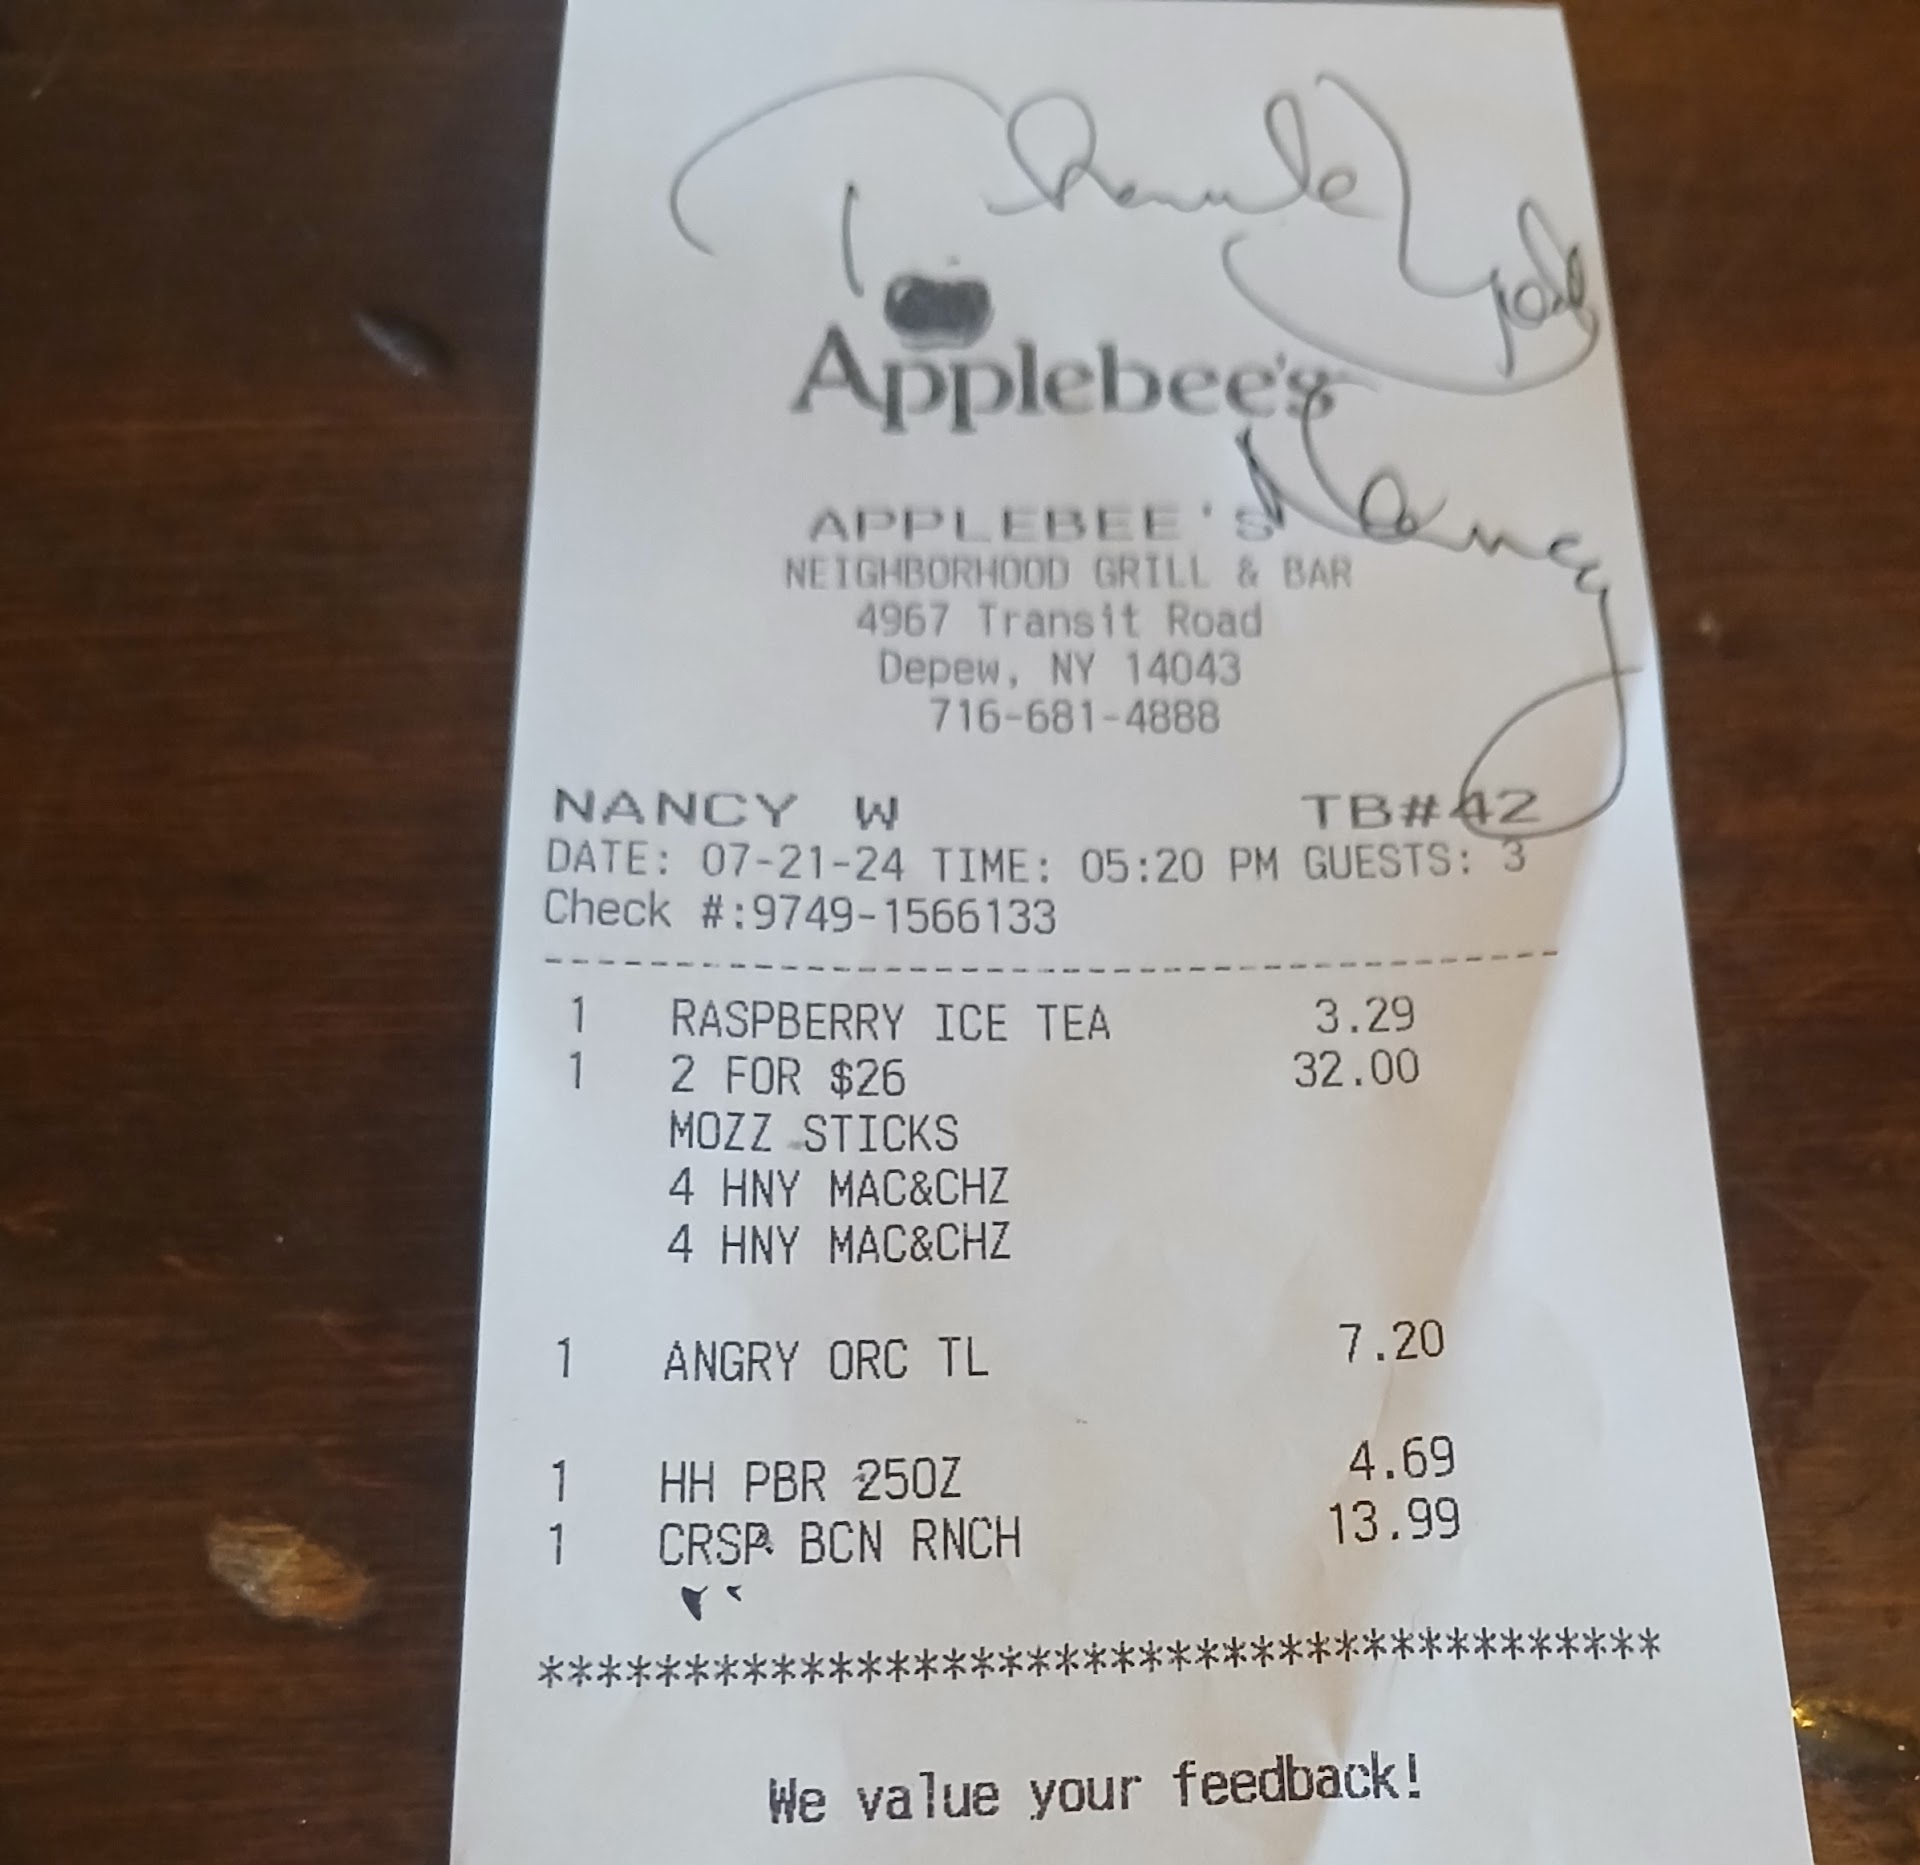 Thank
you
Applebee's
Nancy
APPLEBEE'S
NEIGHBORHOOD GRILL & BAR
4967 Transit Road
Depew, NY 14043
716-681-4888
NANCY W TB#42
DATE: 07-21-24 TIME: 05:20 PM GUESTS: 3
Check #:9749-1566133
----------------------------------------
1 RASPBERRY ICE TEA 3.29
1 2 FOR $26 32.00
MOZZ STICKS
4 HNY MAC&CHZ
4 HNY MAC&CHZ
1 ANGRY ORC TL 7.20
1 HH PBR 25OZ 4.69
1 CRSP BCN RNCH 13.99
***************************************
We value your feedback!